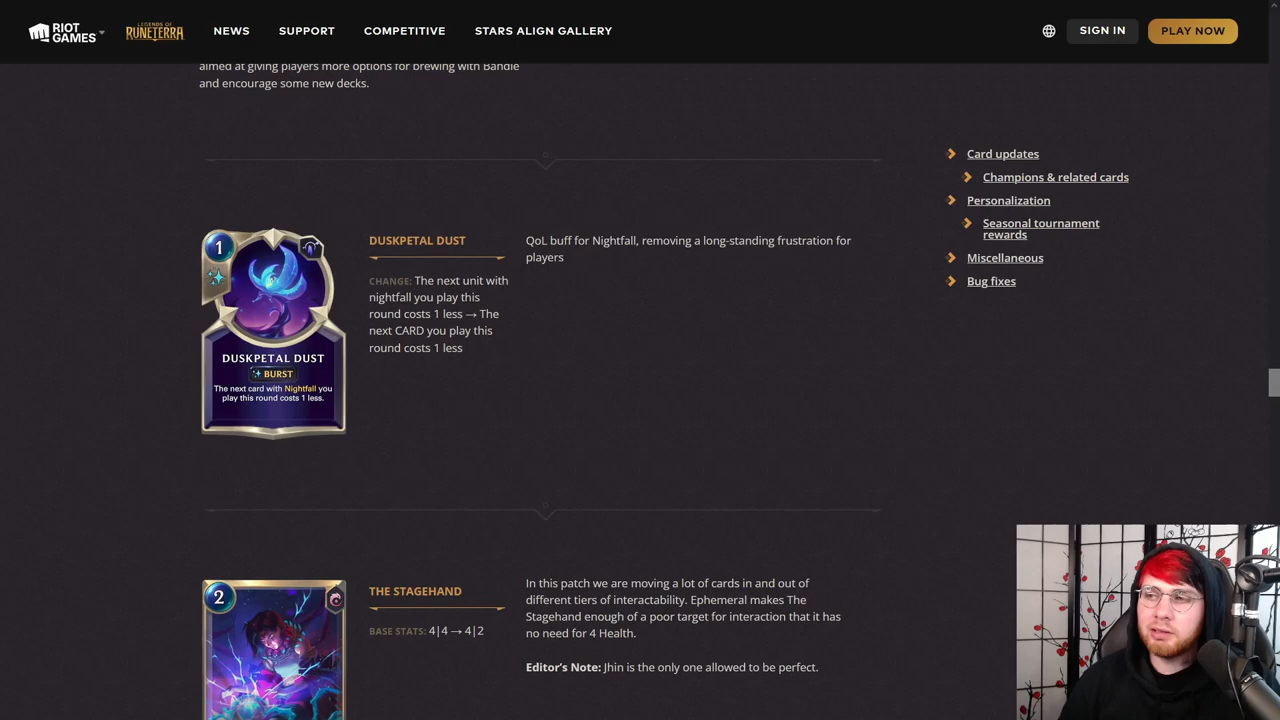 RIOT
GAMES
LEGENDS OF
RUNETERRA
NEWS
SUPPORT
COMPETITIVE
STARS ALIGN GALLERY
SIGN IN
PLAY NOW
aimed at giving players more options for brewing with Bandle
and encourage some new decks.
Card updates
Champions & related cards
Personalization
Seasonal tournament
rewards
Miscellaneous
Bug fixes
1
DUSKPETAL DUST
BURST
The next card with Nightfall you
play this round costs 1 less.
DUSKPETAL DUST
CHANGE: The next unit with
nightfall you play this
round costs 1 less → The
next CARD you play this
round costs 1 less
QoL buff for Nightfall, removing a long-standing frustration for
players
2
THE STAGEHAND
BASE STATS: 4|4 → 4|2
In this patch we are moving a lot of cards in and out of
different tiers of interactability. Ephemeral makes The
Stagehand enough of a poor target for interaction that it has
no need for 4 Health.
Editor's Note: Jhin is the only one allowed to be perfect.